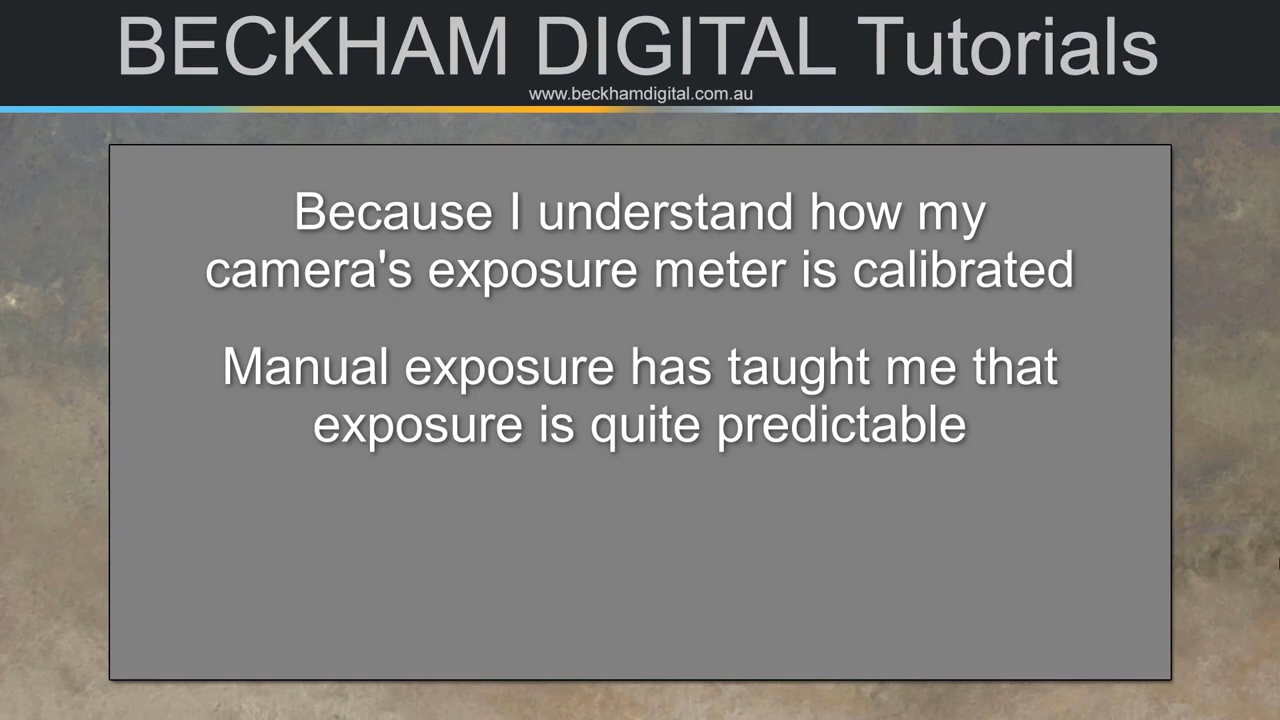 BECKHAM DIGITAL Tutorials
www.beckhamdigital.com.au
Because I understand how my
camera's exposure meter is calibrated
Manual exposure has taught me that
exposure is quite predictable